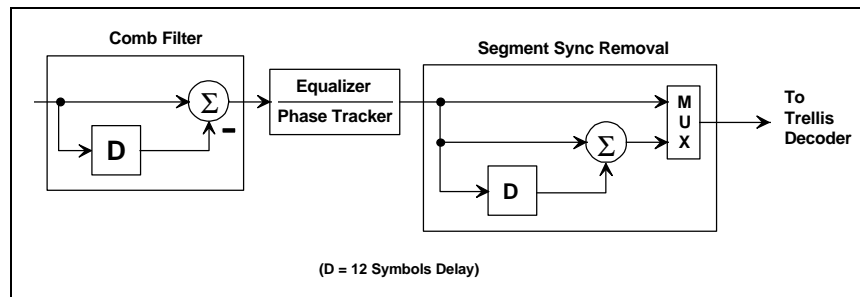 Comb Filter
Segment Sync Removal
Σ
–
D
Equalizer
Phase Tracker
Σ
D
M
U
X
To
Trellis
Decoder
(D = 12 Symbols Delay)